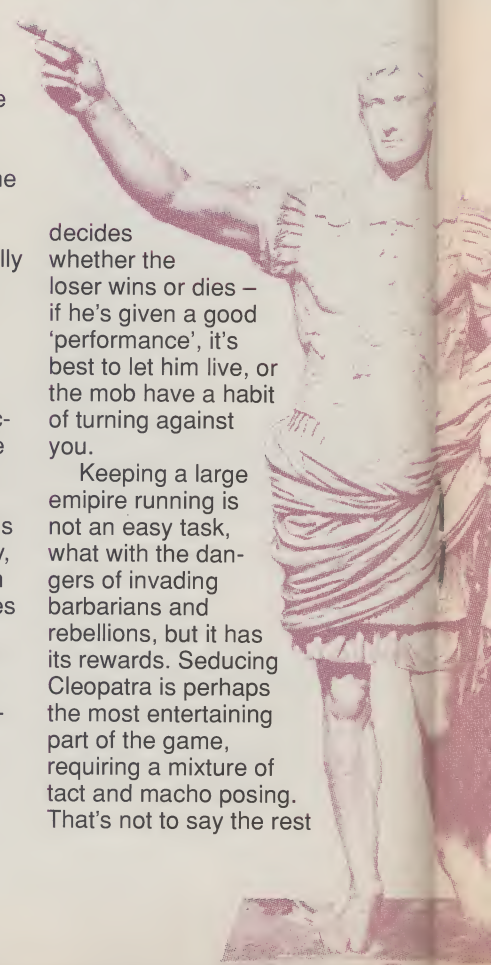 e
ne
lly
c-
e
s
y,
n
es
-
decides
whether the
loser wins or dies –
if he's given a good
'performance', it's
best to let him live, or
the mob have a habit
of turning against
you.
Keeping a large
emipire running is
not an easy task,
what with the dan-
gers of invading
barbarians and
rebellions, but it has
its rewards. Seducing
Cleopatra is perhaps
the most entertaining
part of the game,
requiring a mixture of
tact and macho posing.
That's not to say the rest